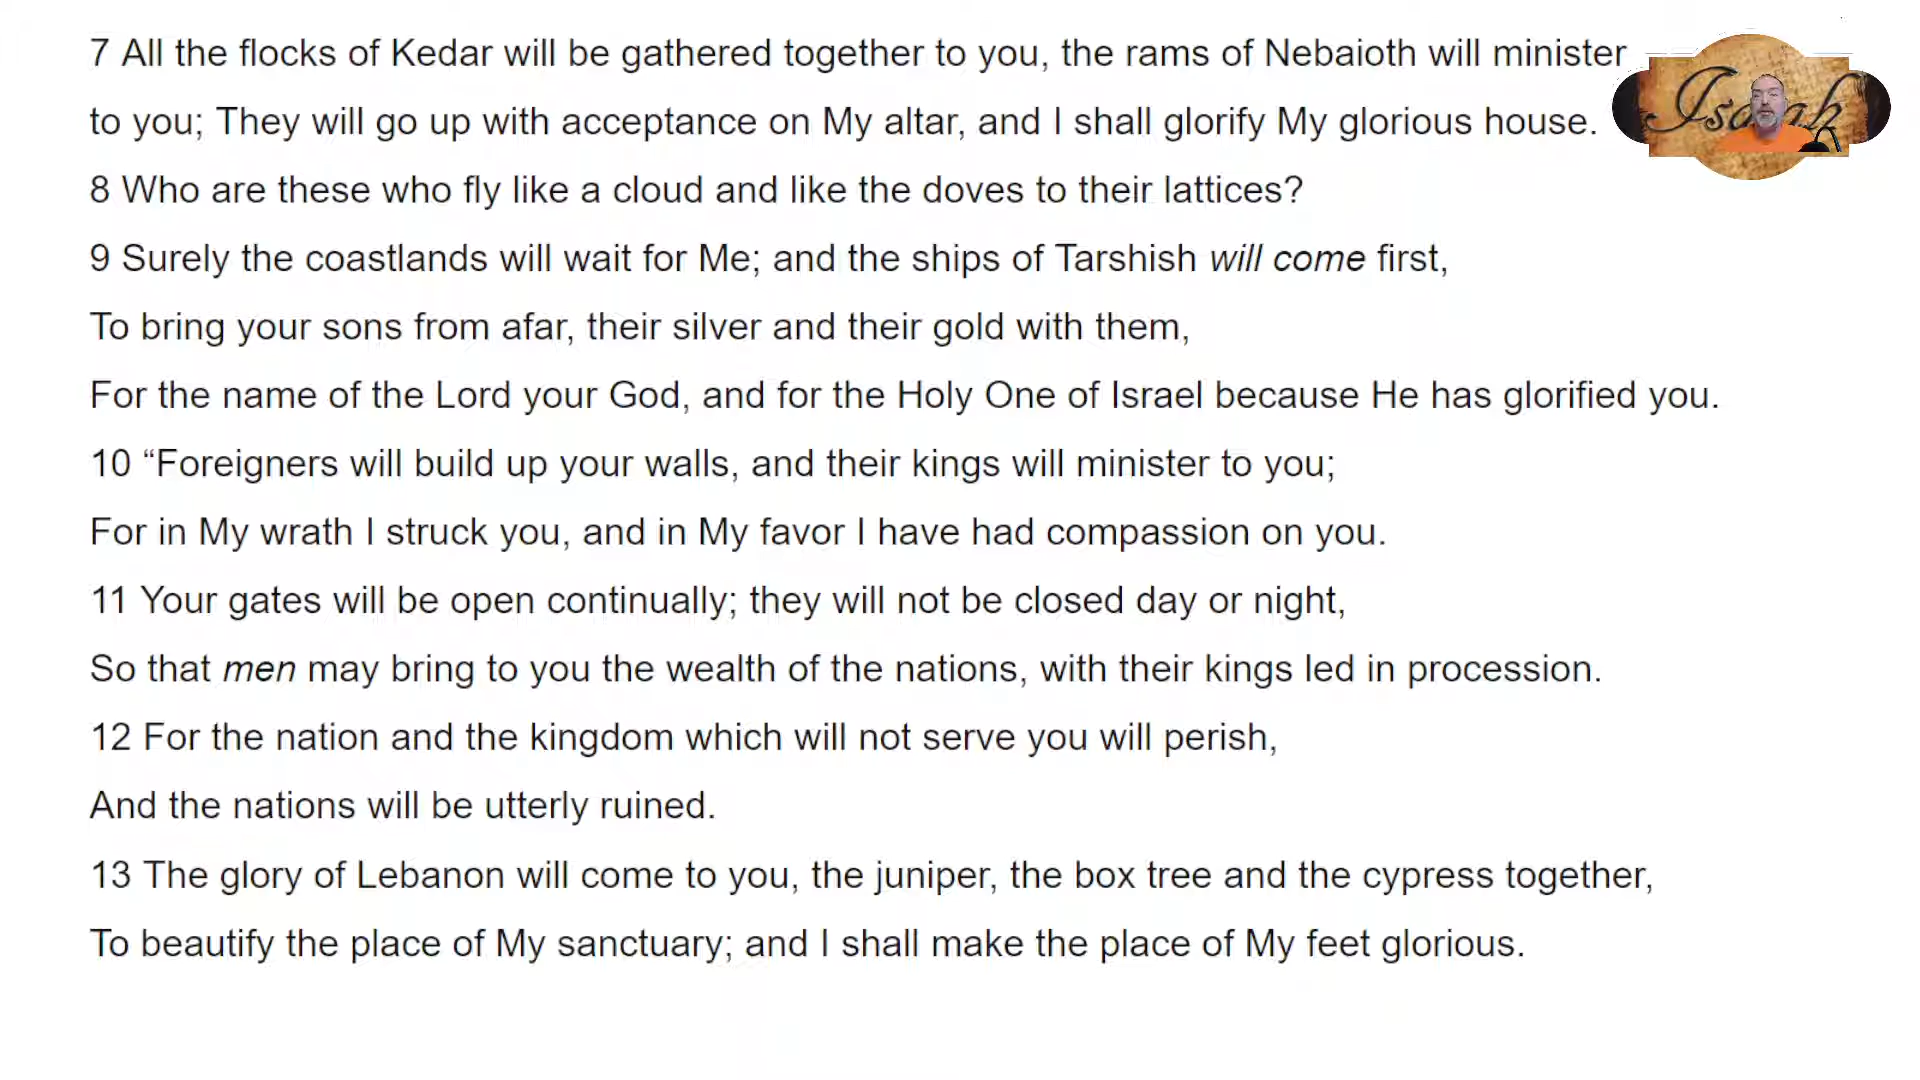 7 All the flocks of Kedar will be gathered together to you, the rams of Nebaioth will minister
to you; They will go up with acceptance on My altar, and I shall glorify My glorious house.
8 Who are these who fly like a cloud and like the doves to their lattices?
9 Surely the coastlands will wait for Me; and the ships of Tarshish will come first,
To bring your sons from afar, their silver and their gold with them,
For the name of the Lord your God, and for the Holy One of Israel because He has glorified you.
10 “Foreigners will build up your walls, and their kings will minister to you;
For in My wrath I struck you, and in My favor I have had compassion on you.
11 Your gates will be open continually; they will not be closed day or night,
So that men may bring to you the wealth of the nations, with their kings led in procession.
12 For the nation and the kingdom which will not serve you will perish,
And the nations will be utterly ruined.
13 The glory of Lebanon will come to you, the juniper, the box tree and the cypress together,
To beautify the place of My sanctuary; and I shall make the place of My feet glorious.
Isaiah